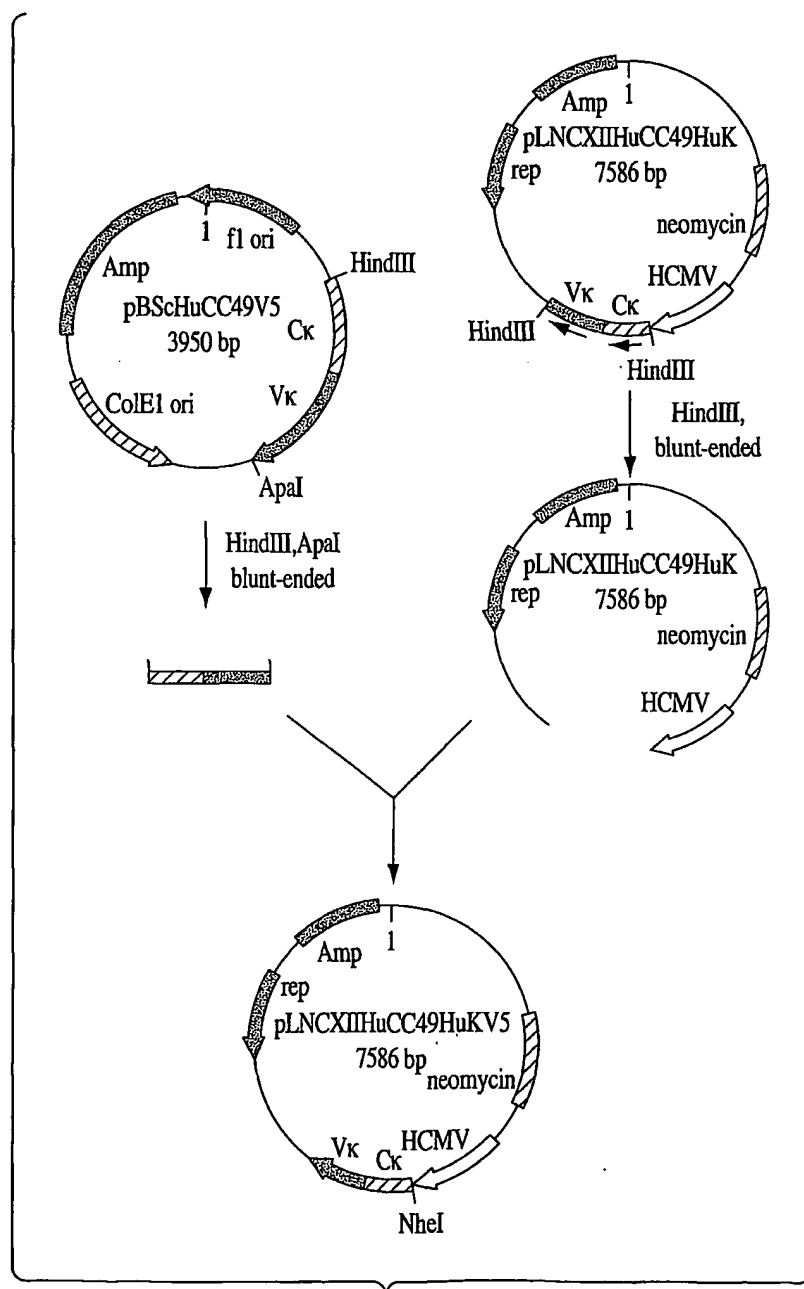 Amp
1
pLNCXIIHuCC49HuK
7586 bp
rep
neomycin
HCMV
Vκ
Cκ
HindIII
HindIII
HindIII,
blunt-ended
1
f1 ori
Amp
HindIII
pBScHuCC49V5
3950 bp
Cκ
Vκ
ColE1 ori
ApaI
HindIII,ApaI
blunt-ended
Amp
1
pLNCXIIHuCC49HuK
rep
7586 bp
neomycin
HCMV
Amp
1
rep
pLNCXIIHuCC49HuKV5
7586 bp
neomycin
Vκ
Cκ
HCMV
NheI